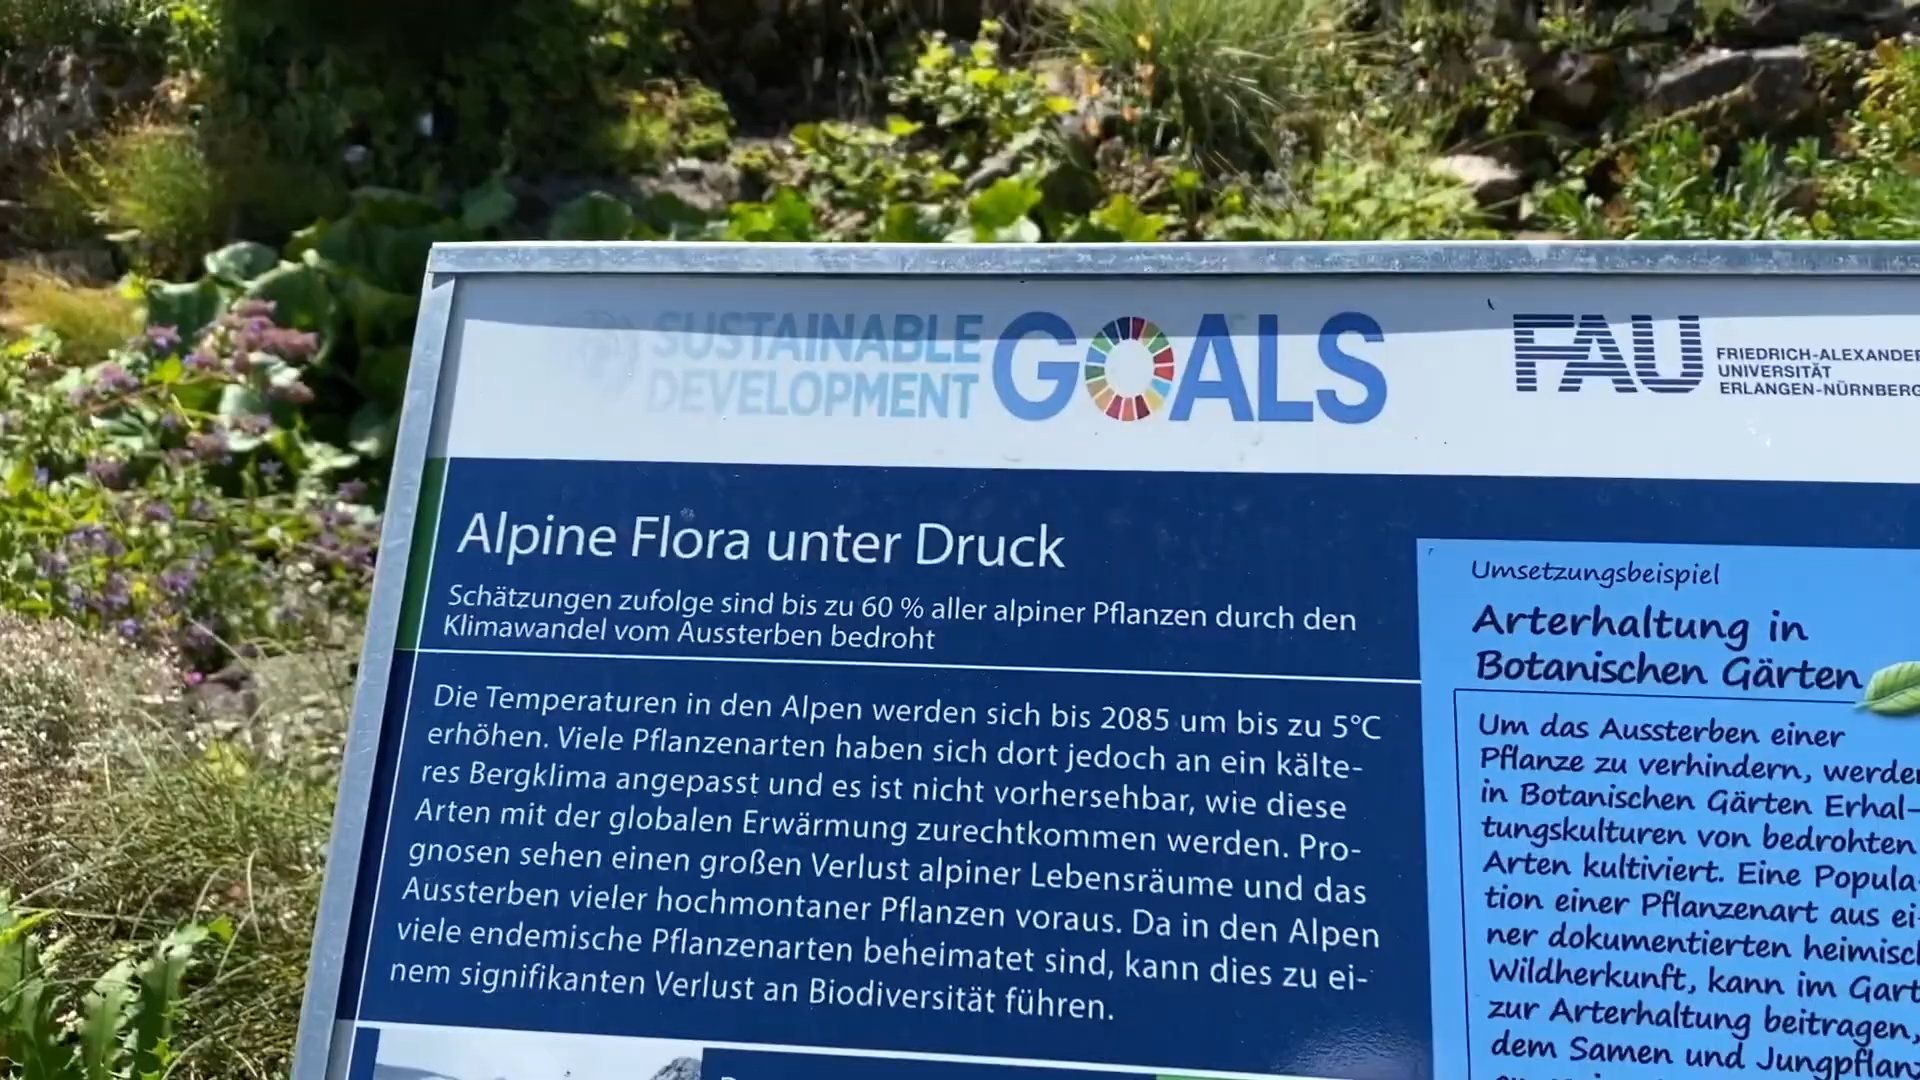 SUSTAINABLE
DEVELOPMENT
GOALS
FAU
FRIEDRICH-ALEXANDER
UNIVERSITÄT
ERLANGEN-NÜRNBERG
Alpine Flora unter Druck
Schätzungen zufolge sind bis zu 60 % aller alpiner Pflanzen durch den
Klimawandel vom Aussterben bedroht
Die Temperaturen in den Alpen werden sich bis 2085 um bis zu 5°C
erhöhen. Viele Pflanzenarten haben sich dort jedoch an ein kälte-
res Bergklima angepasst und es ist nicht vorhersehbar, wie diese
Arten mit der globalen Erwärmung zurechtkommen werden. Pro-
gnosen sehen einen großen Verlust alpiner Lebensräume und das
Aussterben vieler hochmontaner Pflanzen voraus. Da in den Alpen
viele endemische Pflanzenarten beheimatet sind, kann dies zu ei-
nem signifikanten Verlust an Biodiversität führen.
Umsetzungsbeispiel
Arterhaltung in
Botanischen Gärten
Um das Aussterben einer
Pflanze zu verhindern, werde
in Botanischen Gärten Erhal-
tungskulturen von bedrohten
Arten kultiviert. Eine Popula-
tion einer Pflanzenart aus ei-
ner dokumentierten heimisc
Wildherkunft, kann im Gart
zur Arterhaltung beitragen,
dem Samen und Jungpflanz